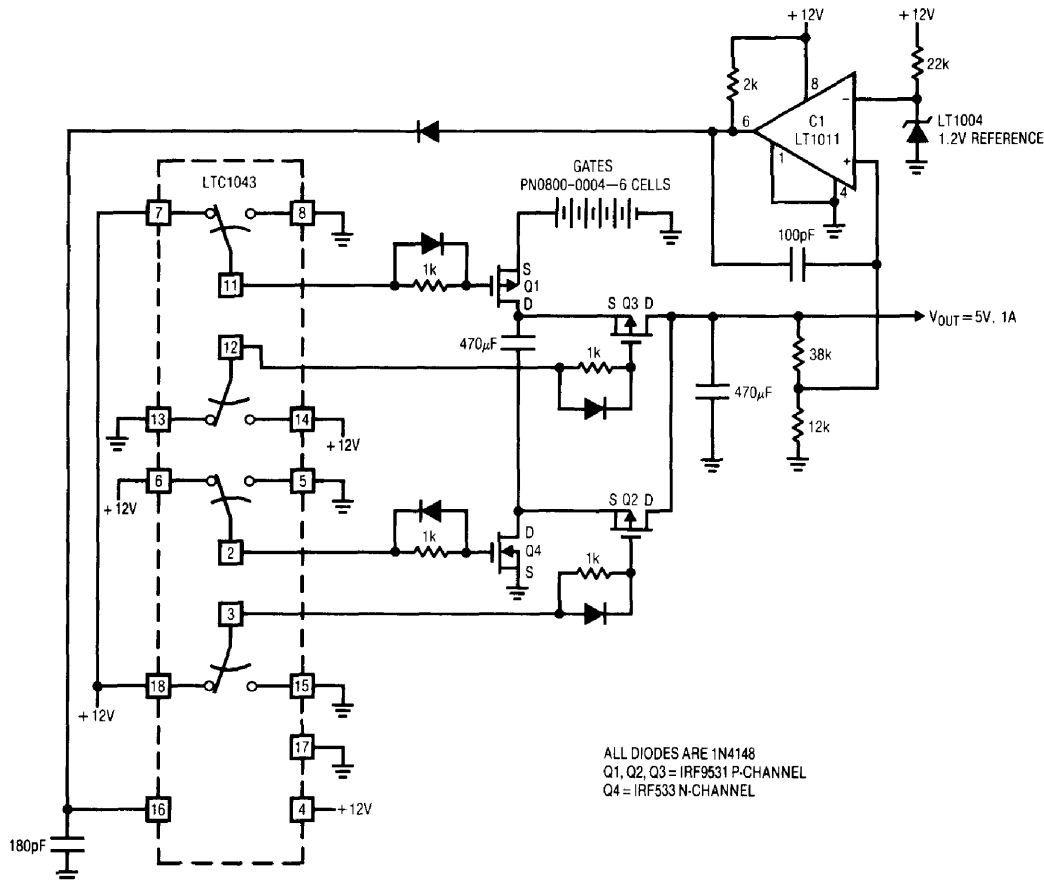 +12V
+12V
2k
22k
8
6
C1
LT1011
−
+
1
4
LT1004
1.2V REFERENCE
GATES
PN0800-0004—6 CELLS
LTC1043
7
8
11
1k
S
Q1
D
100pF
S Q3 D
VOUT = 5V, 1A
12
470µF
1k
38k
470µF
13
14
+12V
12k
6
5
+12V
S Q2 D
2
1k
D
Q4
S
1k
3
18
15
+12V
17
ALL DIODES ARE 1N4148
Q1, Q2, Q3 = IRF9531 P-CHANNEL
Q4 = IRF533 N-CHANNEL
16
4
+12V
180pF